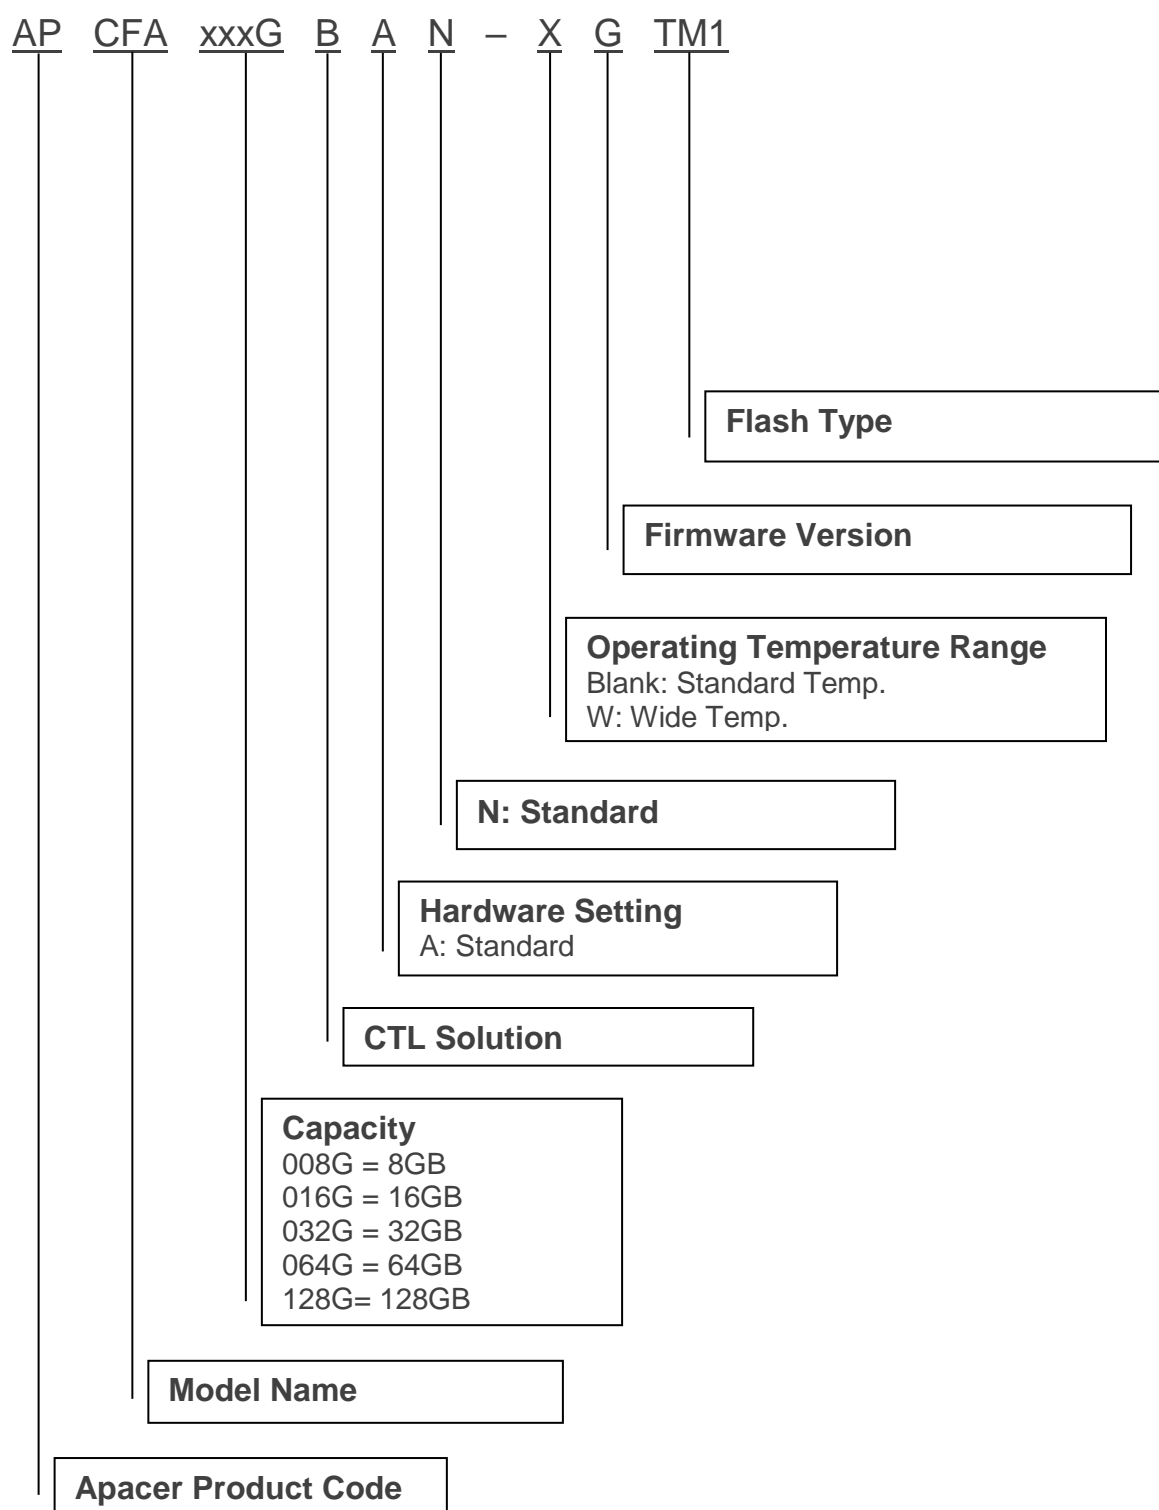 AP CFA xxxG B A N – X G TM1
Flash Type
Firmware Version
Operating Temperature Range
Blank: Standard Temp.
W: Wide Temp.
N: Standard
Hardware Setting
A: Standard
CTL Solution
Capacity
008G = 8GB
016G = 16GB
032G = 32GB
064G = 64GB
128G= 128GB
Model Name
Apacer Product Code